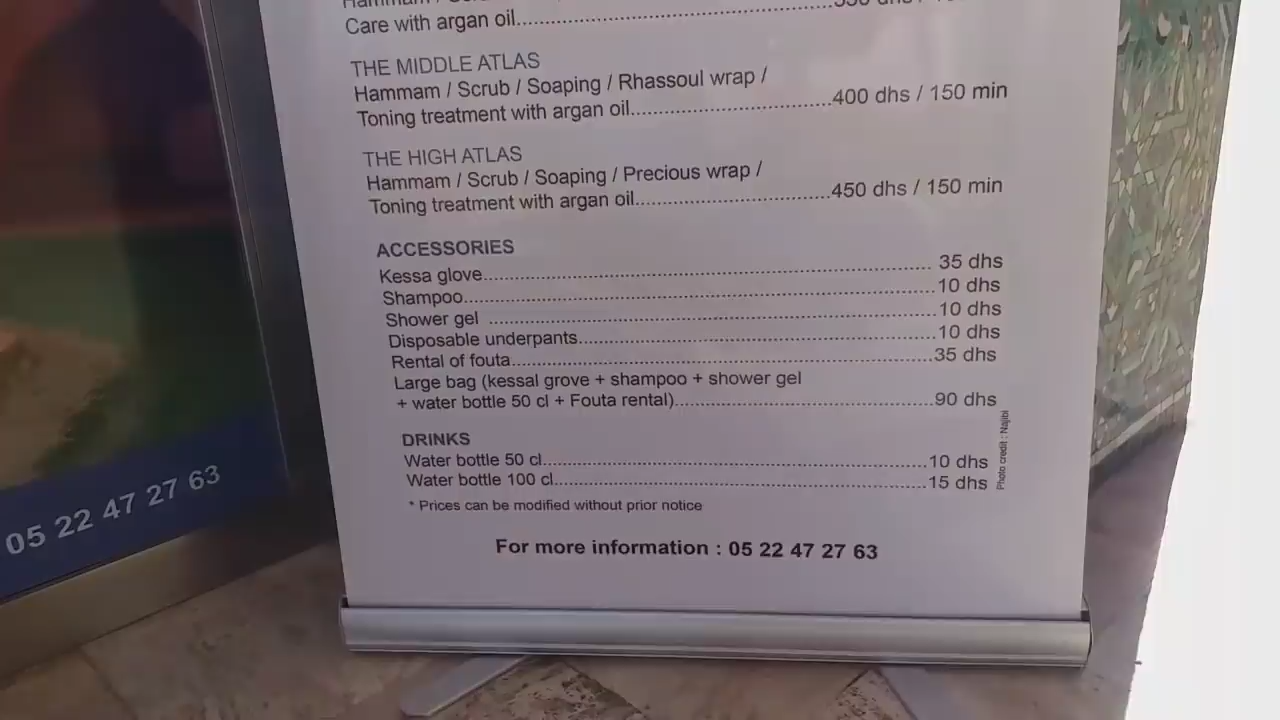 Care with argan oil
THE MIDDLE ATLAS
Hammam / Scrub / Soaping / Rhassoul wrap /
Toning treatment with argan oil..............................400 dhs / 150 min
THE HIGH ATLAS
Hammam / Scrub / Soaping / Precious wrap /
Toning treatment with argan oil..............................450 dhs / 150 min
ACCESSORIES
Kessa glove.............................. 35 dhs
Shampoo..............................10 dhs
Shower gel ..............................10 dhs
Disposable underpants..............................10 dhs
Rental of fouta..............................35 dhs
Large bag (kessal grove + shampoo + shower gel
+ water bottle 50 cl + Fouta rental)..............................90 dhs
DRINKS
Water bottle 50 cl..............................10 dhs
Water bottle 100 cl..............................15 dhs
* Prices can be modified without prior notice
For more information : 05 22 47 27 63
Photo credit : Najibi
05 22 47 27 63